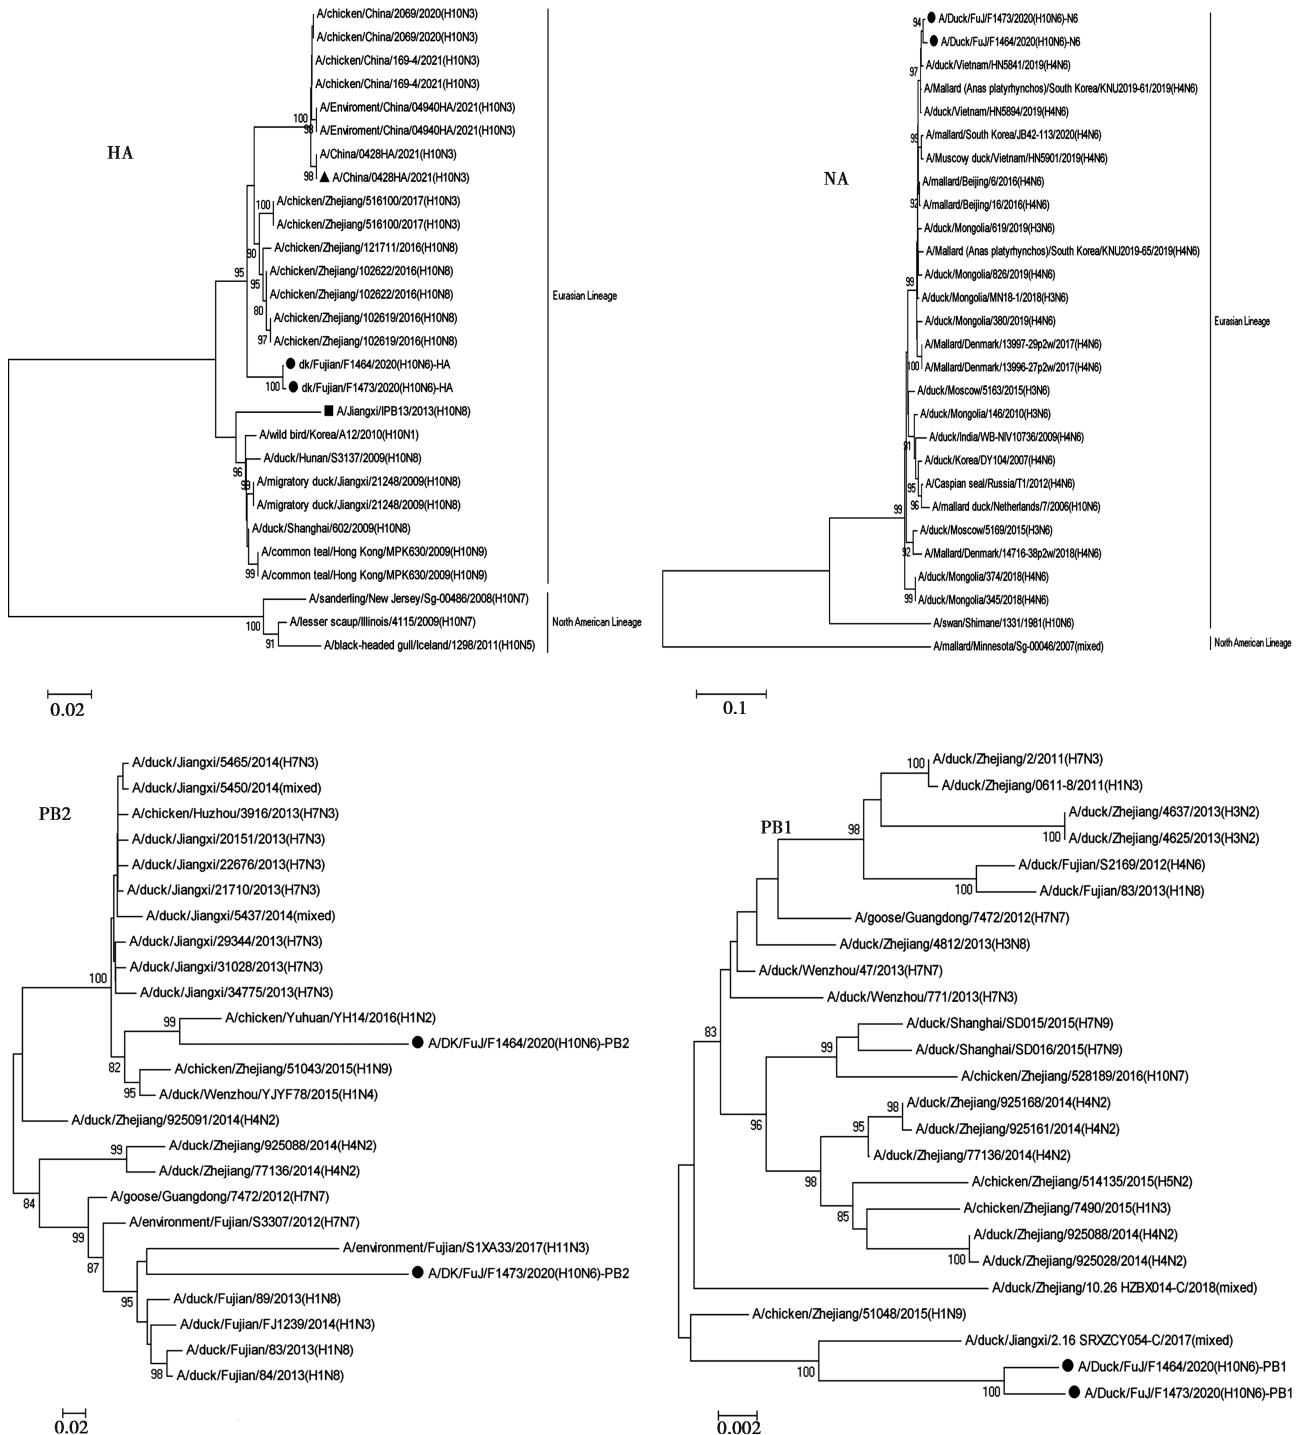 HA
A/chicken/China/2069/2020(H10N3)
A/chicken/China/2069/2020(H10N3)
A/chicken/China/169-4/2021(H10N3)
A/chicken/China/169-4/2021(H10N3)
A/Enviroment/China/04940HA/2021(H10N3)
100
98
A/Enviroment/China/04940HA/2021(H10N3)
A/China/0428HA/2021(H10N3)
98
A/China/0428HA/2021(H10N3)
A/chicken/Zhejiang/516100/2017(H10N3)
100
A/chicken/Zhejiang/516100/2017(H10N3)
A/chicken/Zhejiang/121711/2016(H10N8)
90
95
A/chicken/Zhejiang/102622/2016(H10N8)
95
A/chicken/Zhejiang/102622/2016(H10N8)
80
A/chicken/Zhejiang/102619/2016(H10N8)
97
A/chicken/Zhejiang/102619/2016(H10N8)
dk/Fujian/F1464/2020(H10N6)-HA
100
dk/Fujian/F1473/2020(H10N6)-HA
A/Jiangxi/IPB13/2013(H10N8)
A/wild bird/Korea/A12/2010(H10N1)
A/duck/Hunan/S3137/2009(H10N8)
96
A/migratory duck/Jiangxi/21248/2009(H10N8)
A/migratory duck/Jiangxi/21248/2009(H10N8)
A/duck/Shanghai/602/2009(H10N8)
A/common teal/Hong Kong/MPK630/2009(H10N9)
99
A/common teal/Hong Kong/MPK630/2009(H10N9)
Eurasian Lineage
A/sanderling/New Jersey/Sg-00486/2008(H10N7)
100
A/lesser scaup/Illinois/4115/2009(H10N7)
91
A/black-headed gull/Iceland/1298/2011(H10N5)
North American Lineage
0.02
NA
94
A/Duck/FuJ/F1473/2020(H10N6)-N6
A/Duck/FuJ/F1464/2020(H10N6)-N6
97
A/duck/Vietnam/HN5841/2019(H4N6)
A/Mallard (Anas platyrhynchos)/South Korea/KNU2019-61/2019(H4N6)
A/duck/Vietnam/HN5894/2019(H4N6)
99
A/mallard/South Korea/JB42-113/2020(H4N6)
A/Muscovy duck/Vietnam/HN5901/2019(H4N6)
A/mallard/Beijing/6/2016(H4N6)
92
A/mallard/Beijing/16/2016(H4N6)
A/duck/Mongolia/619/2019(H3N6)
A/Mallard (Anas platyrhynchos)/South Korea/KNU2019-65/2019(H4N6)
99
A/duck/Mongolia/826/2019(H4N6)
A/duck/Mongolia/MN18-1/2018(H3N6)
A/duck/Mongolia/380/2019(H4N6)
A/Mallard/Denmark/13997-29p2w/2017(H4N6)
100
A/Mallard/Denmark/13996-27p2w/2017(H4N6)
A/duck/Moscow/5163/2015(H3N6)
A/duck/Mongolia/146/2010(H3N6)
91
A/duck/India/WB-NIV10736/2009(H4N6)
A/duck/Korea/DY104/2007(H4N6)
95
A/Caspian seal/Russia/T1/2012(H4N6)
99
96
A/mallard duck/Netherlands/7/2006(H10N6)
A/duck/Moscow/5169/2015(H3N6)
92
A/Mallard/Denmark/14716-38p2w/2018(H4N6)
A/duck/Mongolia/374/2018(H4N6)
99
A/duck/Mongolia/345/2018(H4N6)
A/swan/Shimane/1331/1981(H10N6)
Eurasian Lineage
A/mallard/Minnesota/Sg-00046/2007(mixed)
North American Lineage
0.1
PB2
A/duck/Jiangxi/5465/2014(H7N3)
A/duck/Jiangxi/5450/2014(mixed)
A/chicken/Huzhou/3916/2013(H7N3)
A/duck/Jiangxi/20151/2013(H7N3)
A/duck/Jiangxi/22676/2013(H7N3)
A/duck/Jiangxi/21710/2013(H7N3)
A/duck/Jiangxi/5437/2014(mixed)
A/duck/Jiangxi/29344/2013(H7N3)
A/duck/Jiangxi/31028/2013(H7N3)
100
A/duck/Jiangxi/34775/2013(H7N3)
A/chicken/Yuhuan/YH14/2016(H1N2)
99
A/DK/FuJ/F1464/2020(H10N6)-PB2
82
A/chicken/Zhejiang/51043/2015(H1N9)
95
A/duck/Wenzhou/YJYF78/2015(H1N4)
A/duck/Zhejiang/925091/2014(H4N2)
A/duck/Zhejiang/925088/2014(H4N2)
99
A/duck/Zhejiang/77136/2014(H4N2)
84
A/goose/Guangdong/7472/2012(H7N7)
99
A/environment/Fujian/S3307/2012(H7N7)
87
A/environment/Fujian/S1XA33/2017(H11N3)
A/DK/FuJ/F1473/2020(H10N6)-PB2
95
A/duck/Fujian/89/2013(H1N8)
A/duck/Fujian/FJ1239/2014(H1N3)
A/duck/Fujian/83/2013(H1N8)
98
A/duck/Fujian/84/2013(H1N8)
0.02
PB1
A/duck/Zhejiang/2/2011(H7N3)
100
A/duck/Zhejiang/0611-8/2011(H1N3)
A/duck/Zhejiang/4637/2013(H3N2)
98
100
A/duck/Zhejiang/4625/2013(H3N2)
A/duck/Fujian/S2169/2012(H4N6)
100
A/duck/Fujian/83/2013(H1N8)
A/goose/Guangdong/7472/2012(H7N7)
A/duck/Zhejiang/4812/2013(H3N8)
A/duck/Wenzhou/47/2013(H7N7)
A/duck/Wenzhou/771/2013(H7N3)
83
A/duck/Shanghai/SD015/2015(H7N9)
99
A/duck/Shanghai/SD016/2015(H7N9)
A/chicken/Zhejiang/528189/2016(H10N7)
96
A/duck/Zhejiang/925168/2014(H4N2)
98
A/duck/Zhejiang/925161/2014(H4N2)
95
A/duck/Zhejiang/77136/2014(H4N2)
98
A/chicken/Zhejiang/514135/2015(H5N2)
85
A/chicken/Zhejiang/7490/2015(H1N3)
A/duck/Zhejiang/925088/2014(H4N2)
100
A/duck/Zhejiang/925028/2014(H4N2)
A/duck/Zhejiang/10.26 HZBX014-C/2018(mixed)
A/chicken/Zhejiang/51048/2015(H1N9)
A/duck/Jiangxi/2.16 SRXZCY054-C/2017(mixed)
100
A/Duck/FuJ/F1464/2020(H10N6)-PB1
100
A/Duck/FuJ/F1473/2020(H10N6)-PB1
0.002